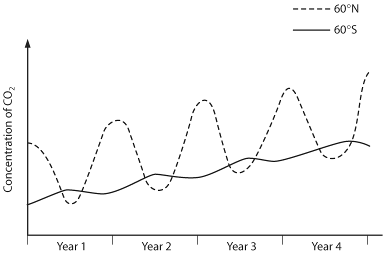 60°N
60°S
Concentration of CO₂
Year 1
Year 2
Year 3
Year 4